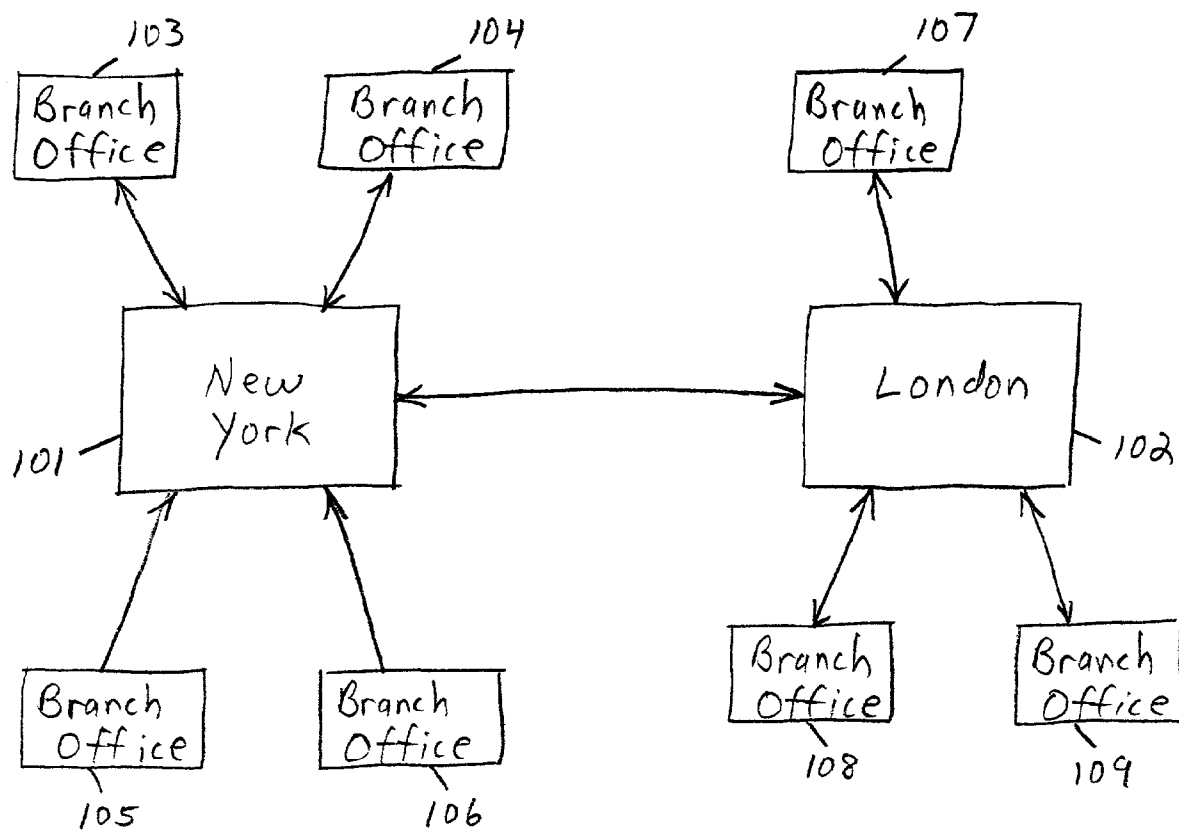 103
104
107
Branch
Office
Branch
Office
Branch
Office
New
York
London
101
102
Branch
Office
Branch
Office
Branch
Office
Branch
Office
105
106
108
109